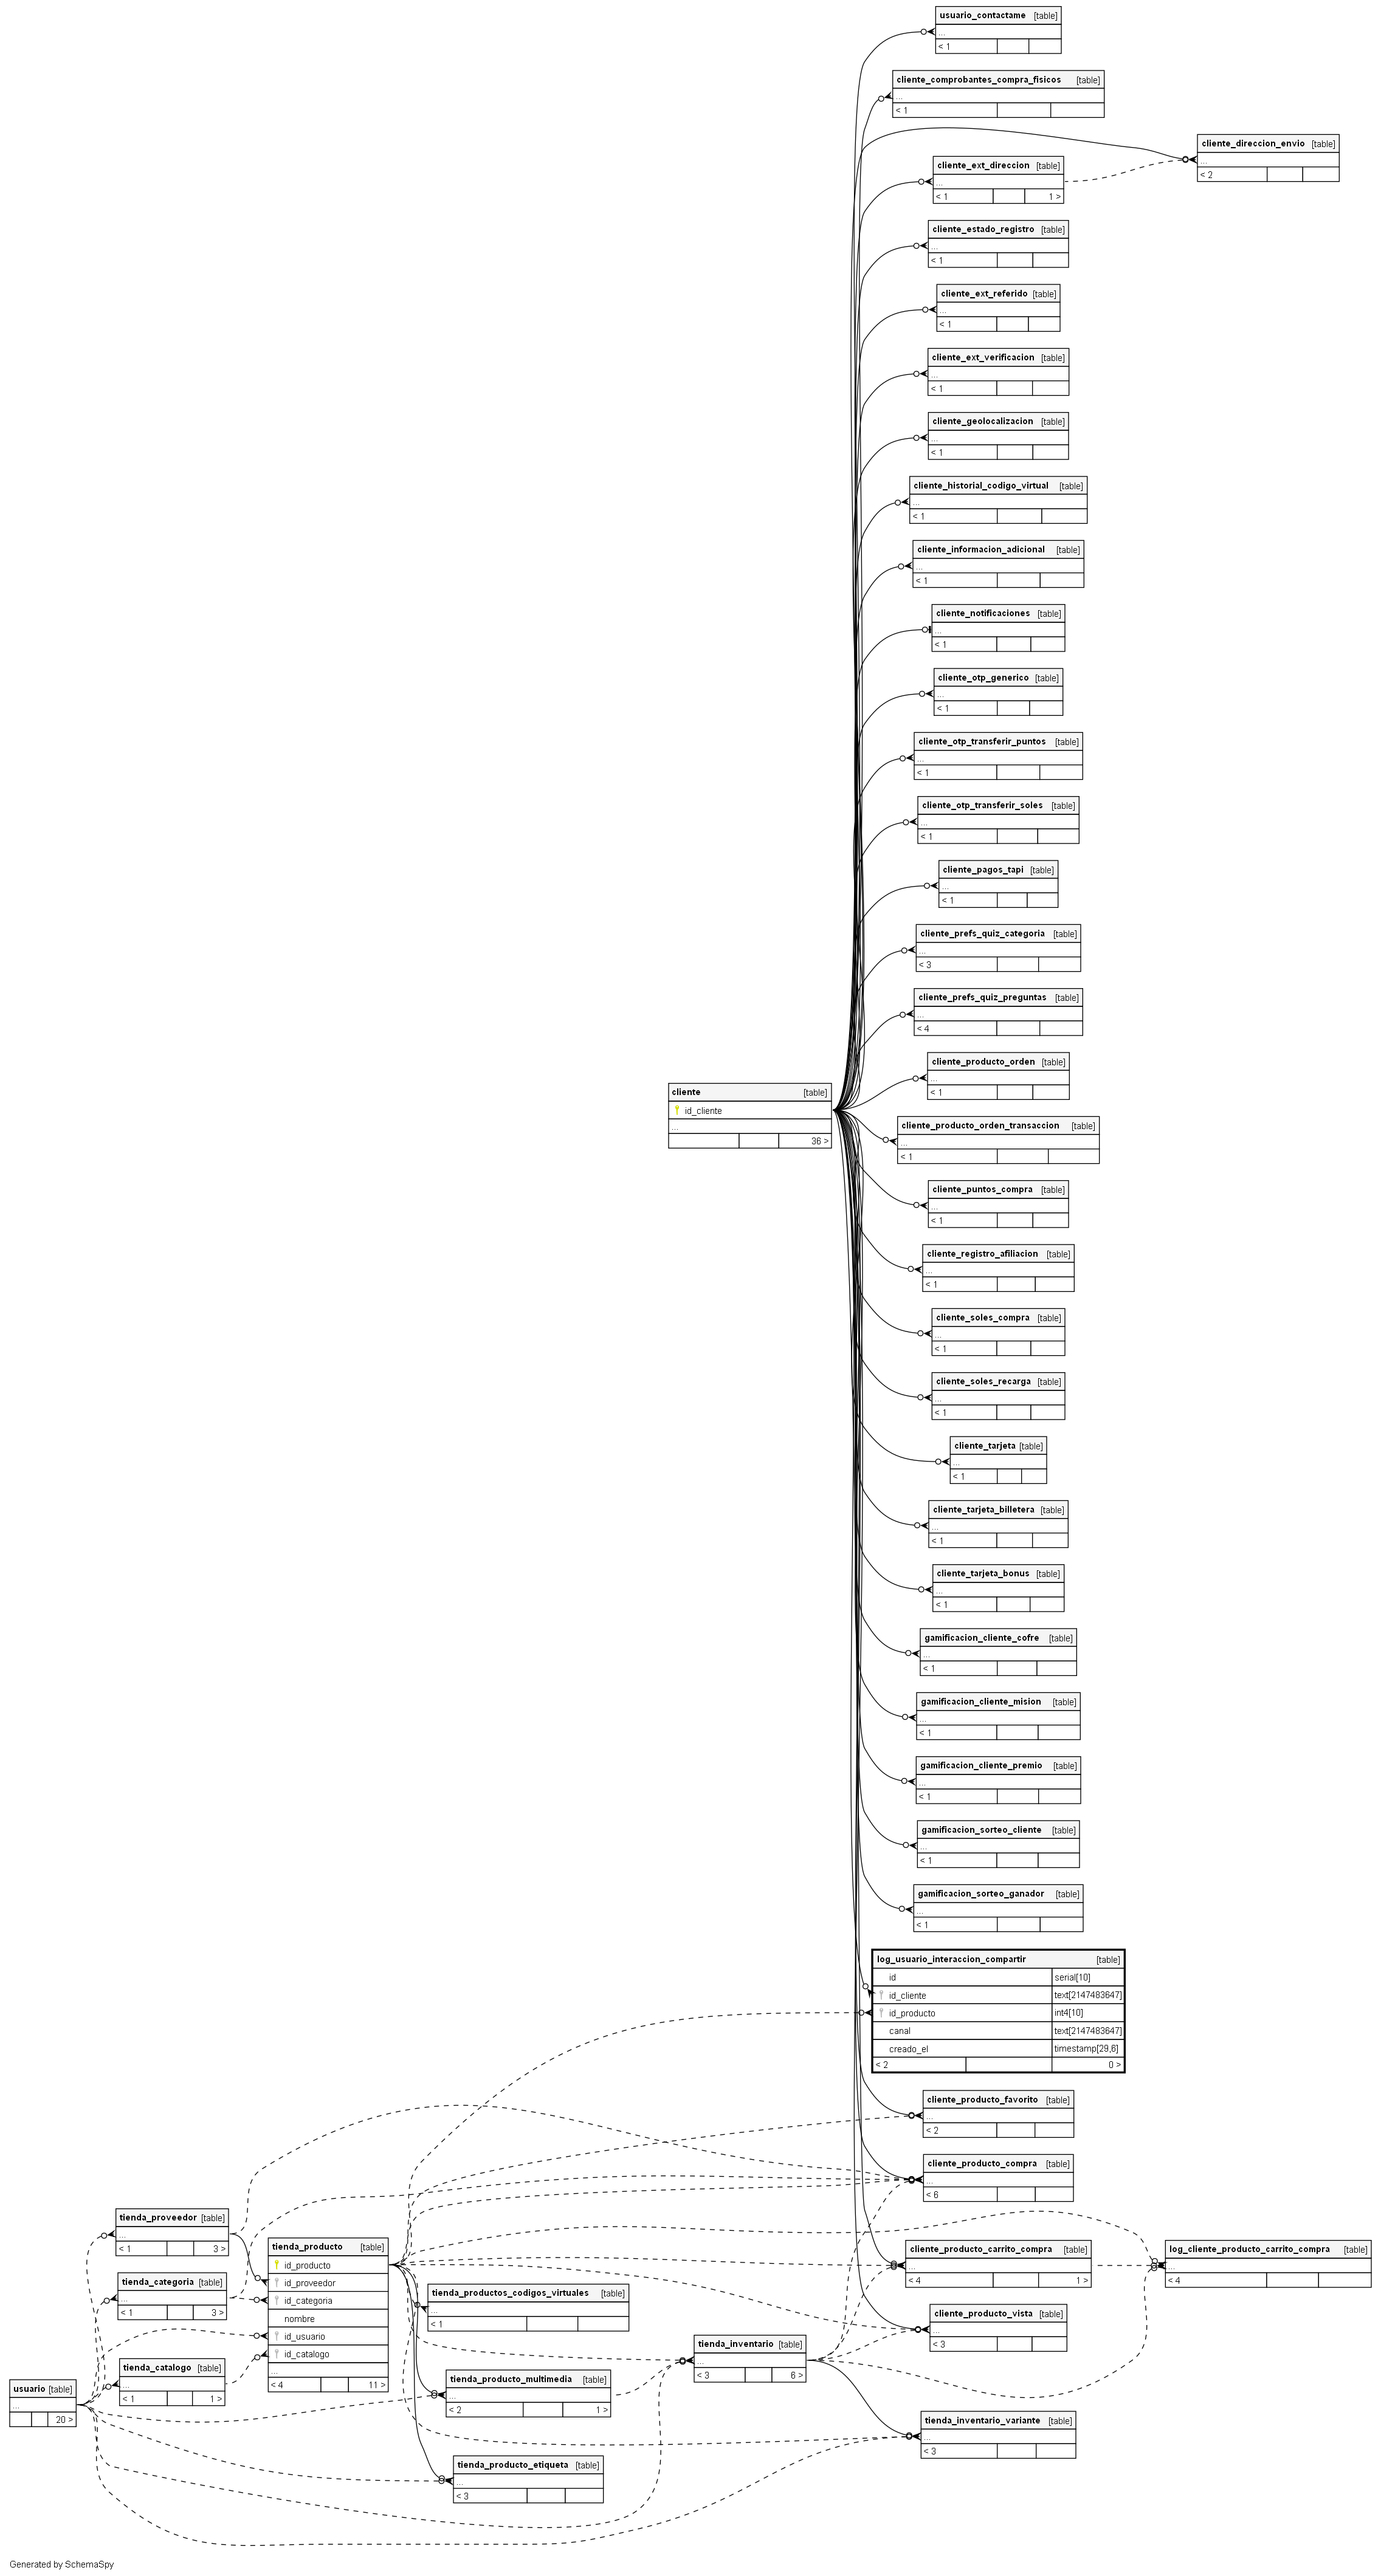 usuario_contactame [table]
...
< 1
cliente_comprobantes_compra_fisicos [table]
...
< 1
cliente_direccion_envio [table]
...
< 2
cliente_ext_direccion [table]
...
< 1 1 >
cliente_estado_registro [table]
...
< 1
cliente_ext_referido [table]
...
< 1
cliente_ext_verificacion [table]
...
< 1
cliente_geolocalizacion [table]
...
< 1
cliente_historial_codigo_virtual [table]
...
< 1
cliente_informacion_adicional [table]
...
< 1
cliente_notificaciones [table]
...
< 1
cliente_otp_generico [table]
...
< 1
cliente_otp_transferir_puntos [table]
...
< 1
cliente_otp_transferir_soles [table]
...
< 1
cliente_pagos_tapi [table]
...
< 1
cliente_prefs_quiz_categoria [table]
...
< 3
cliente_prefs_quiz_preguntas [table]
...
< 4
cliente_producto_orden [table]
...
< 1
cliente [table]
id_cliente
...
36 >
cliente_producto_orden_transaccion [table]
...
< 1
cliente_puntos_compra [table]
...
< 1
cliente_registro_afiliacion [table]
...
< 1
cliente_soles_compra [table]
...
< 1
cliente_soles_recarga [table]
...
< 1
cliente_tarjeta [table]
...
< 1
cliente_tarjeta_billetera [table]
...
< 1
cliente_tarjeta_bonus [table]
...
< 1
gamificacion_cliente_cofre [table]
...
< 1
gamificacion_cliente_mision [table]
...
< 1
gamificacion_cliente_premio [table]
...
< 1
gamificacion_sorteo_cliente [table]
...
< 1
gamificacion_sorteo_ganador [table]
...
< 1
log_usuario_interaccion_compartir [table]
id serial[10]
id_cliente text[2147483647]
id_producto int4[10]
canal text[2147483647]
creado_el timestamp[29,6]
< 2 0 >
cliente_producto_favorito [table]
...
< 2
cliente_producto_compra [table]
...
< 6
tienda_proveedor [table]
...
< 1 3 >
tienda_categoria [table]
...
< 1 3 >
tienda_producto [table]
id_producto
id_proveedor
id_categoria
nombre
id_usuario
id_catalogo
...
< 4 11 >
cliente_producto_carrito_compra [table]
...
< 4 1 >
log_cliente_producto_carrito_compra [table]
...
< 4
tienda_productos_codigos_virtuales [table]
...
< 1
cliente_producto_vista [table]
...
< 3
tienda_inventario [table]
...
< 3 6 >
tienda_catalogo [table]
...
< 1 1 >
usuario [table]
...
20 >
tienda_producto_multimedia [table]
...
< 2 1 >
tienda_inventario_variante [table]
...
< 3
tienda_producto_etiqueta [table]
...
< 3
Generated by SchemaSpy